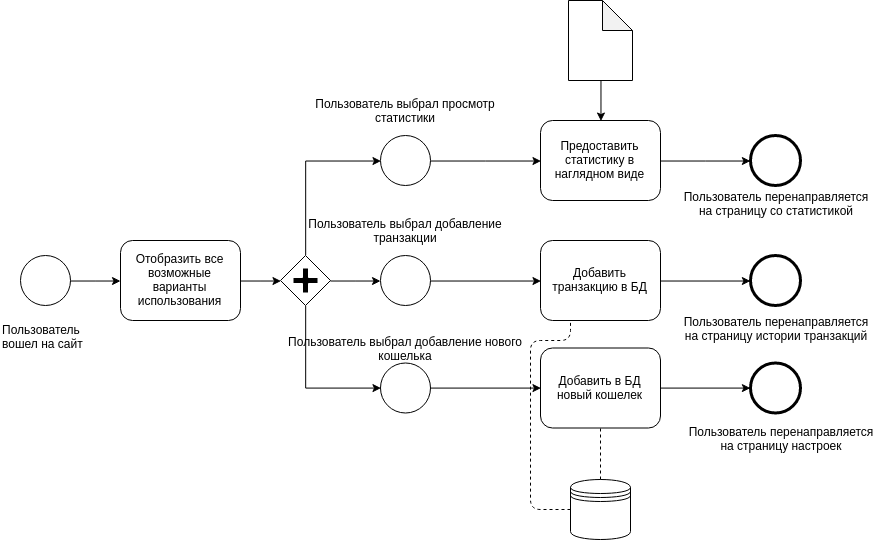 Пользователь выбрал просмотр
статистики
Предоставить
статистику в
наглядном виде
Пользователь перенаправляется
на страницу со статистикой
Пользователь выбрал добавление
транзакции
Отобразить все
возможные
варианты
использования
Добавить
транзакцию в БД
Пользователь
вошел на сайт
Пользователь перенаправляется
на страницу истории транзакций
Пользователь выбрал добавление нового
кошелька
Добавить в БД
новый кошелек
Пользователь перенаправляется
на страницу настроек